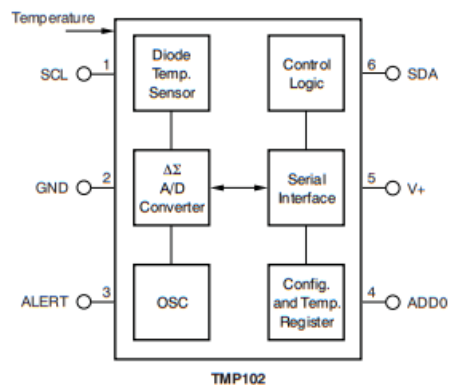 Temperature
SCL
1
Diode
Temp.
Sensor
Control
Logic
6
SDA
GND
2
ΔΣ
A/D
Converter
Serial
Interface
5
V+
ALERT
3
OSC
Config.
and Temp.
Register
4
ADD0
TMP102